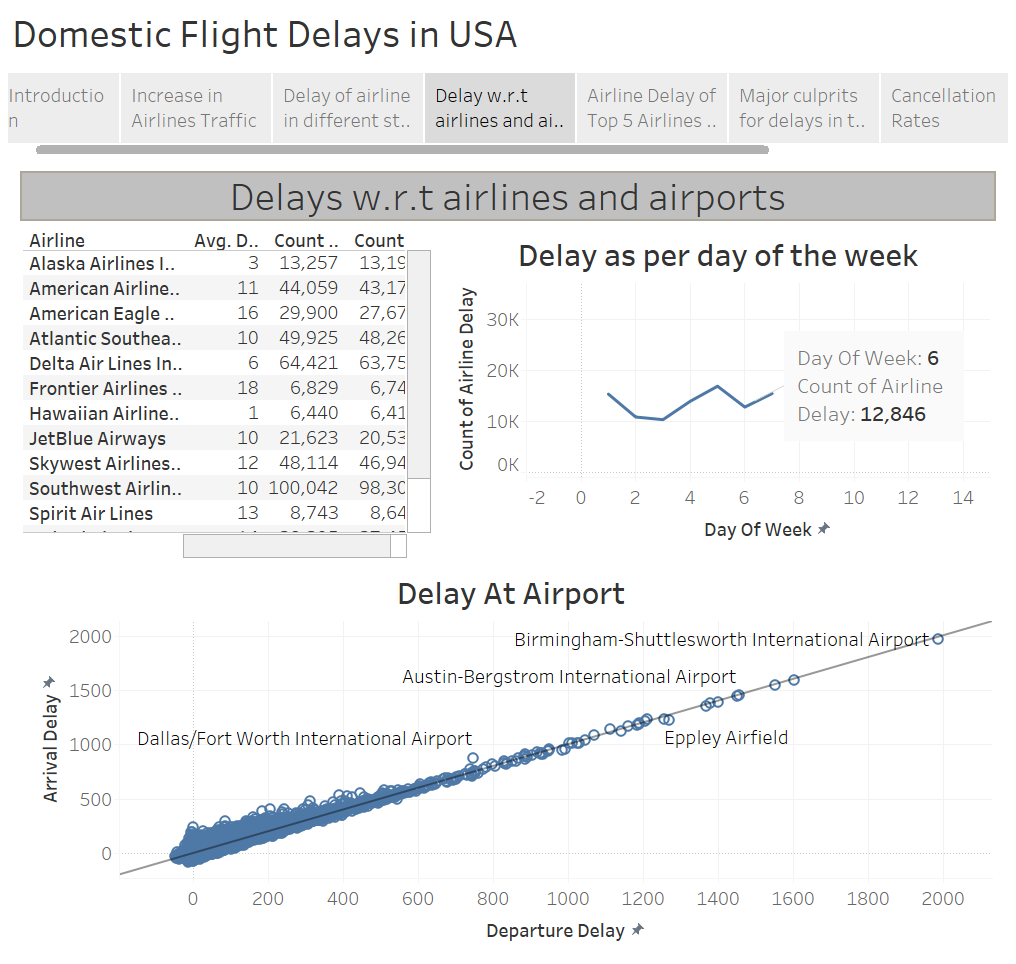 Domestic Flight Delays in USA
Introductio
n
Increase in
Airlines Traffic
Delay of airline
in different st..
Delay w.r.t
airlines and ai..
Airline Delay of
Top 5 Airlines ..
Major culprits
for delays in t..
Cancellation
Rates
Delays w.r.t airlines and airports
Airline Avg. D.. Count .. Count
Alaska Airlines I.. 3 13,257 13,19
American Airline.. 11 44,059 43,17
American Eagle .. 16 29,900 27,67
Atlantic Southea.. 10 49,925 48,26
Delta Air Lines In.. 6 64,421 63,75
Frontier Airlines .. 18 6,829 6,74
Hawaiian Airline.. 1 6,440 6,41
JetBlue Airways 10 21,623 20,53
Skywest Airlines.. 12 48,114 46,94
Southwest Airlin.. 10 100,042 98,30
Spirit Air Lines 13 8,743 8,64
Delay as per day of the week
Count of Airline Delay
30K
20K
10K
0K
Day Of Week: 6
Count of Airline
Delay: 12,846
-2 0 2 4 6 8 10 12 14
Day Of Week
Delay At Airport
Arrival Delay
2000
1500
1000
500
0
Birmingham-Shuttlesworth International Airport
Austin-Bergstrom International Airport
Dallas/Fort Worth International Airport
Eppley Airfield
0 200 400 600 800 1000 1200 1400 1600 1800 2000
Departure Delay